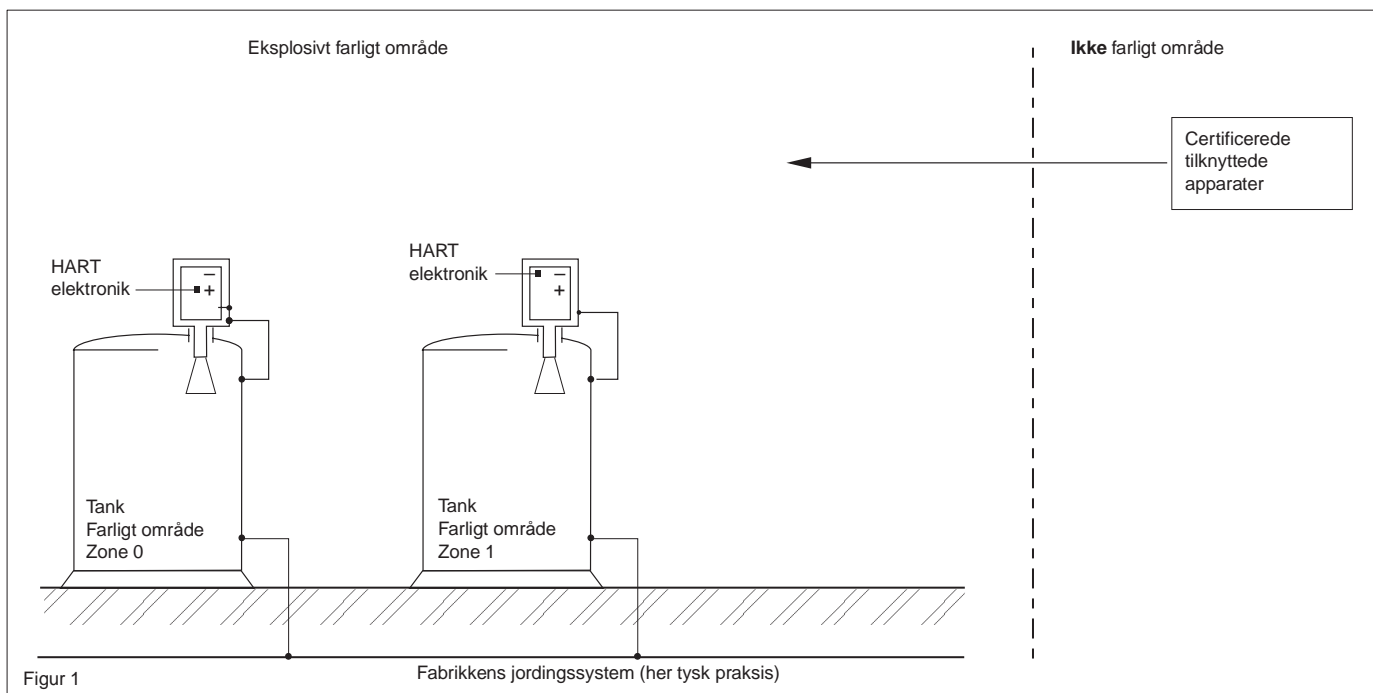 Eksplosivt farligt område
Ikke farligt område
Certificerede
tilknyttede
apparater
HART
elektronik
−
+
HART
elektronik
−
+
Tank
Farligt område
Zone 0
Tank
Farligt område
Zone 1
Fabrikkens jordingssystem (her tysk praksis)
Figur 1